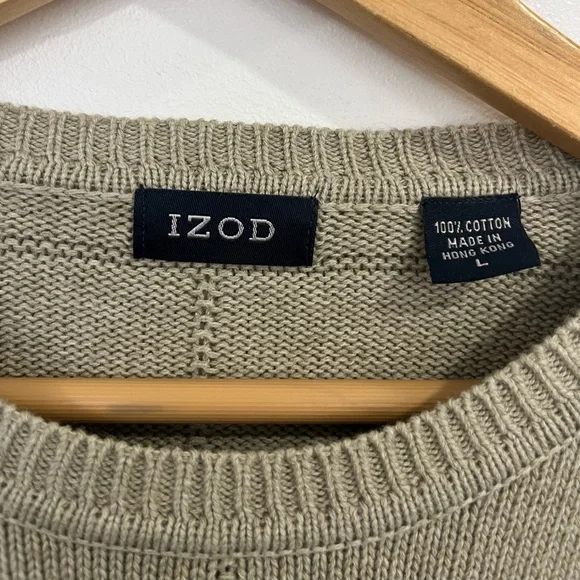 IZOD
100% COTTON
MADE IN
HONG KONG
L